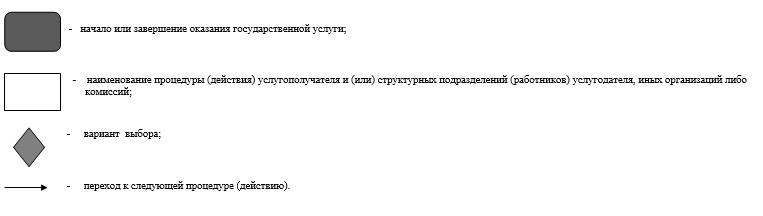 - начало или завершение оказания государственной услуги;
- наименование процедуры (действия) услугополучателя и (или) структурных подразделений (работников) услугодателя, иных организаций либо
комиссий;
- вариант выбора;
- переход к следующей процедуре (действию).